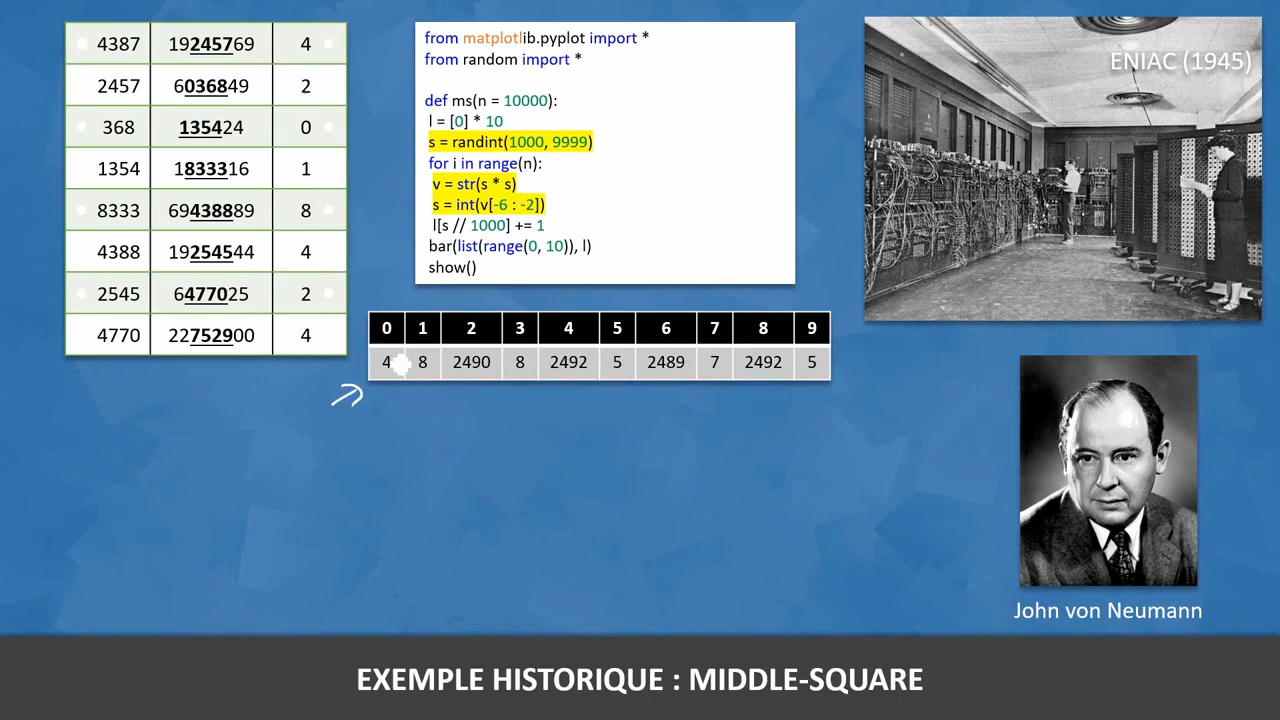 4387 19245769 4
2457 6036849 2
368 135424 0
1354 1833316 1
8333 69438889 8
4388 19254544 4
2545 6477025 2
4770 22752900 4
from matplotlib.pyplot import *
from random import *
def ms(n = 10000):
l = [0] * 10
s = randint(1000, 9999)
for i in range(n):
v = str(s * s)
s = int(v[-6 : -2])
l[s // 1000] += 1
bar(list(range(0, 10)), l)
show()
ENIAC (1945)
0 1 2 3 4 5 6 7 8 9
4 8 2490 8 2492 5 2489 7 2492 5
John von Neumann
EXEMPLE HISTORIQUE : MIDDLE-SQUARE